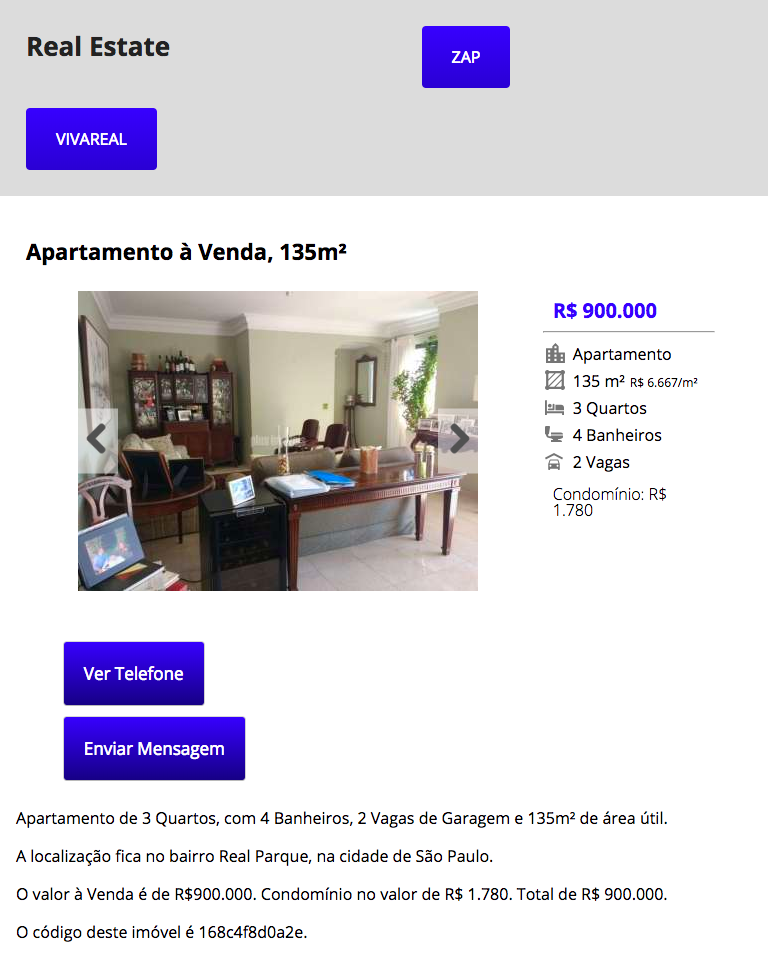 Real Estate
ZAP
VIVAREAL
Apartamento à Venda, 135m²
R$ 900.000
Apartamento
135 m² R$ 6.667/m²
3 Quartos
4 Banheiros
2 Vagas
Condomínio: R$
1.780
Ver Telefone
Enviar Mensagem
Apartamento de 3 Quartos, com 4 Banheiros, 2 Vagas de Garagem e 135m² de área útil.
A localização fica no bairro Real Parque, na cidade de São Paulo.
O valor à Venda é de R$900.000. Condomínio no valor de R$ 1.780. Total de R$ 900.000.
O código deste imóvel é 168c4f8d0a2e.